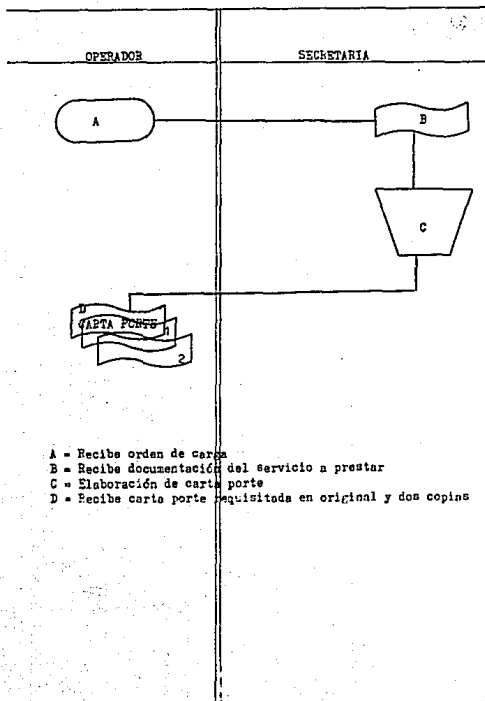 OPERADOR
SECRETARIA
A
B
C
D
CARTA PORTE
1
2
A = Recibe orden de carga
B = Recibe documentación del servicio a prestar
C = Elaboración de carta porte
D = Recibe carta porte requisitada en original y dos copias